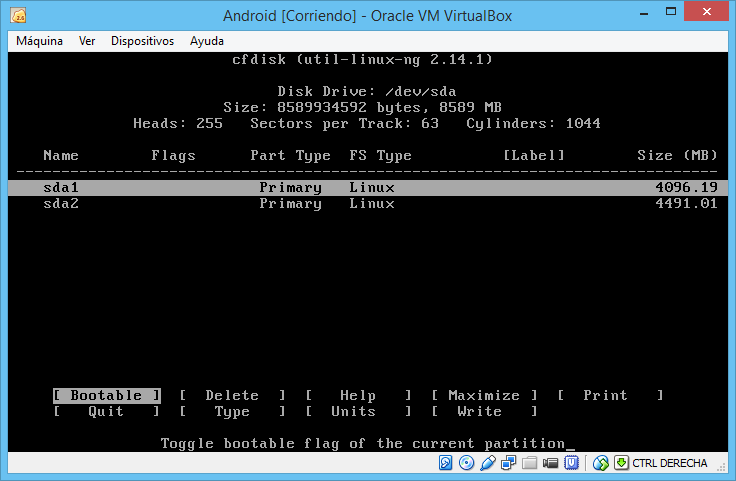 Android [Corriendo] - Oracle VM VirtualBox
Máquina Ver Dispositivos Ayuda
cfdisk (util-linux-ng 2.14.1)
Disk Drive: /dev/sda
Size: 8589934592 bytes, 8589 MB
Heads: 255 Sectors per Track: 63 Cylinders: 1044
Name Flags Part Type FS Type [Label] Size (MB)
------------------------------------------------------------------------------
sda1 Primary Linux 4096.19
sda2 Primary Linux 4491.01
[ Bootable ] [ Delete ] [ Help ] [ Maximize ] [ Print ]
[ Quit ] [ Type ] [ Units ] [ Write ]
Toggle bootable flag of the current partition_
CTRL DERECHA